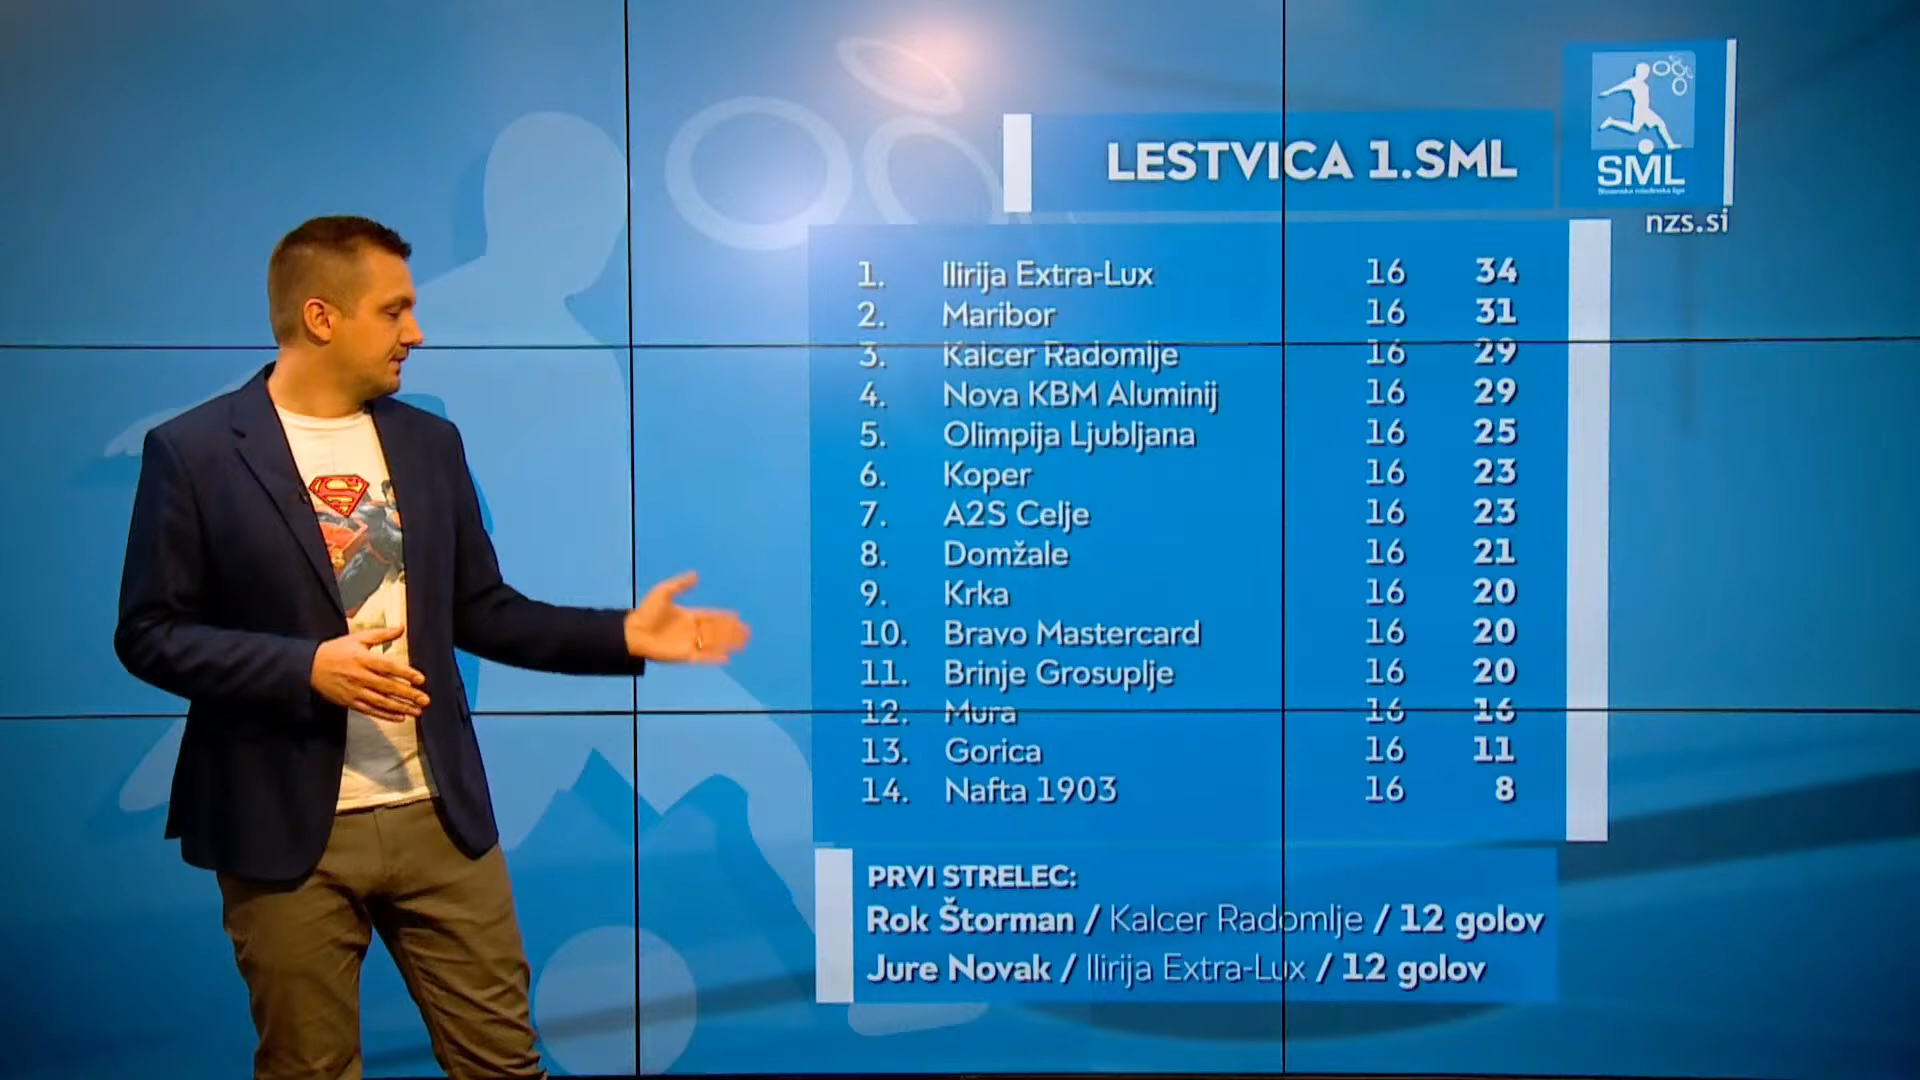 LESTVICA 1.SML
SML
Slovenska mladinska liga
nzs.si
1. Ilirija Extra-Lux 16 34
2. Maribor 16 31
3. Kalcer Radomlje 16 29
4. Nova KBM Aluminij 16 29
5. Olimpija Ljubljana 16 25
6. Koper 16 23
7. A2S Celje 16 23
8. Domžale 16 21
9. Krka 16 20
10. Bravo Mastercard 16 20
11. Brinje Grosuplje 16 20
12. Mura 16 16
13. Gorica 16 11
14. Nafta 1903 16 8
PRVI STRELEC:
Rok Štorman / Kalcer Radomlje / 12 golov
Jure Novak / Ilirija Extra-Lux / 12 golov